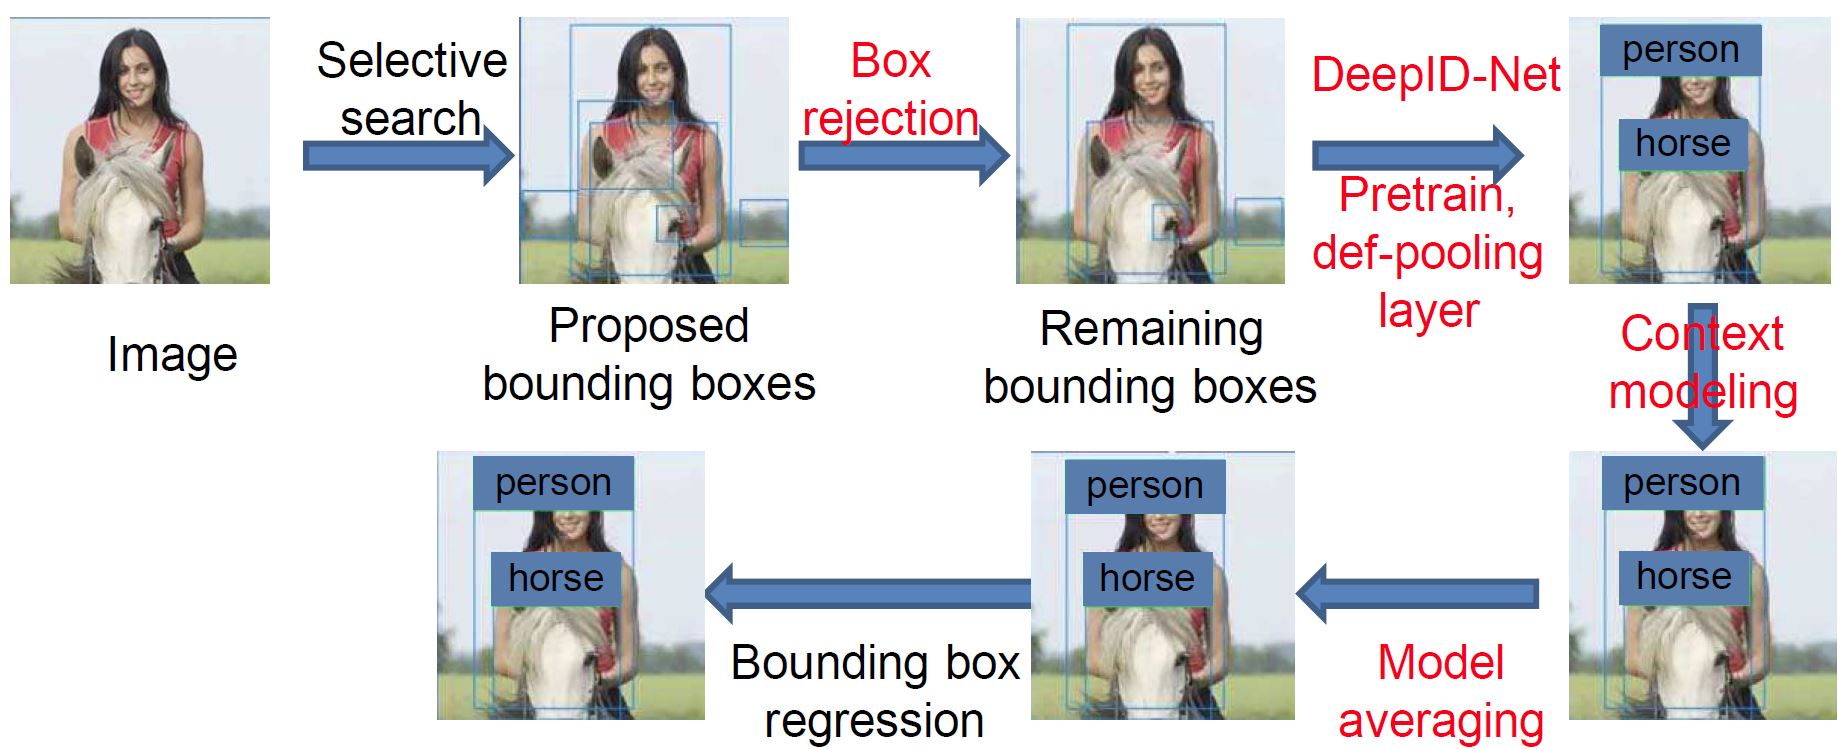 Selective
search
Box
rejection
DeepID-Net
Pretrain,
def-pooling
layer
person
horse
Image
Proposed
bounding boxes
Remaining
bounding boxes
Context
modeling
person
horse
Model
averaging
person
horse
Bounding box
regression
person
horse